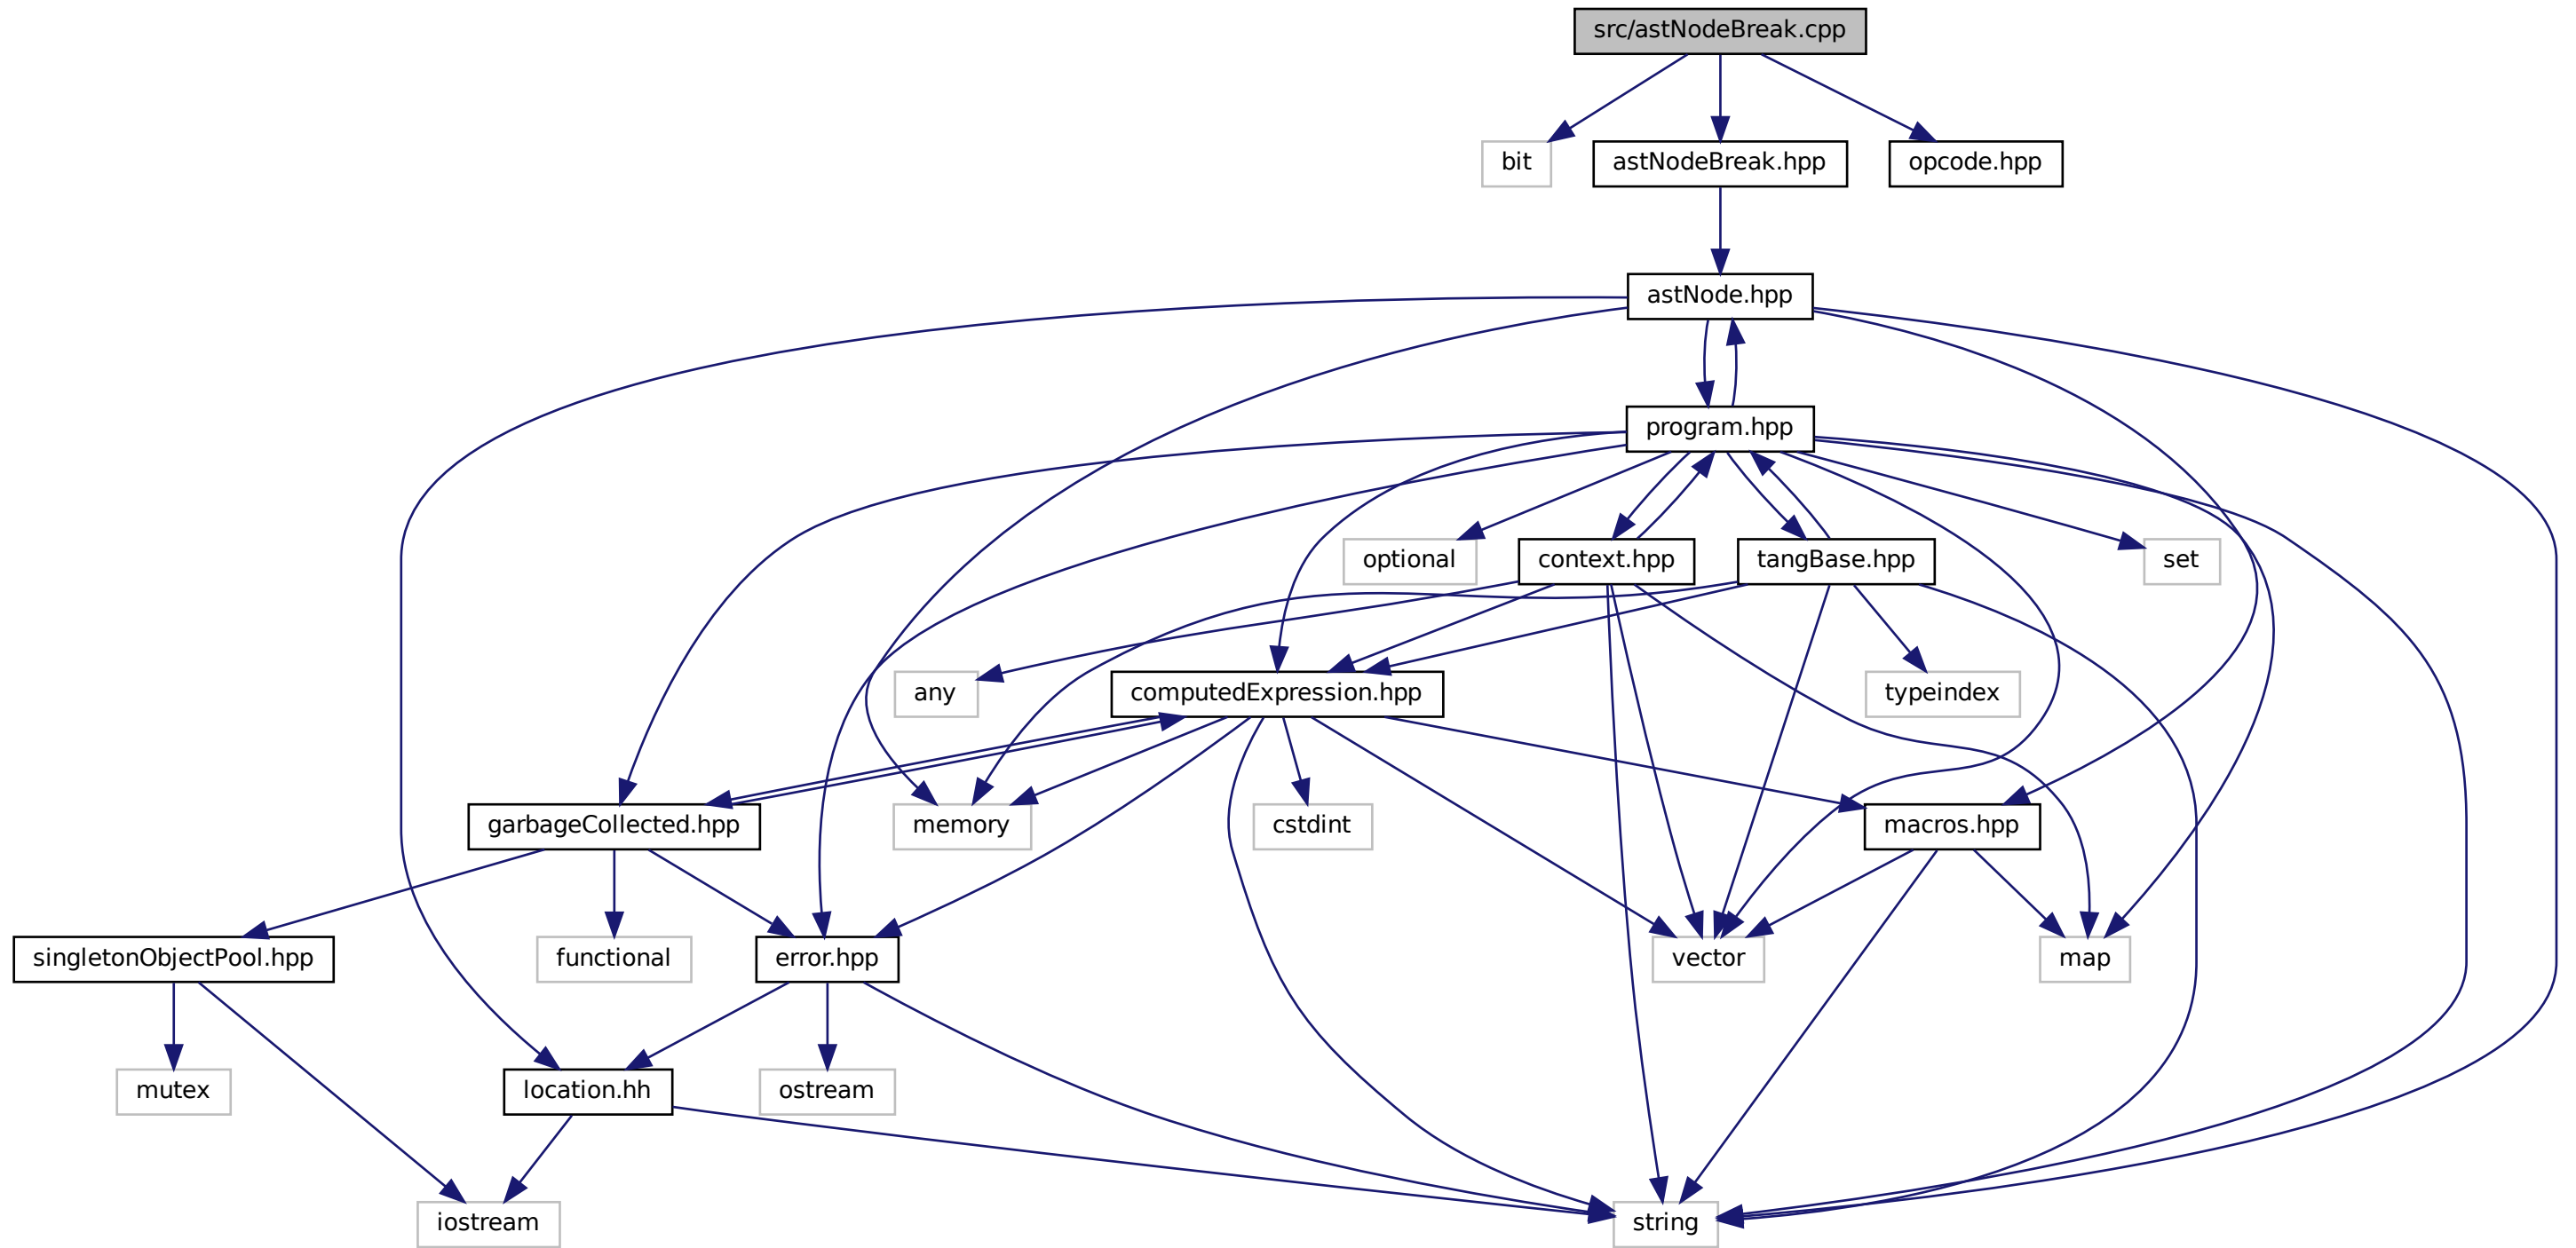 src/astNodeBreak.cpp
bit
astNodeBreak.hpp
opcode.hpp
astNode.hpp
program.hpp
optional
context.hpp
tangBase.hpp
set
any
computedExpression.hpp
typeindex
garbageCollected.hpp
memory
cstdint
macros.hpp
singletonObjectPool.hpp
functional
error.hpp
vector
map
mutex
location.hh
ostream
iostream
string